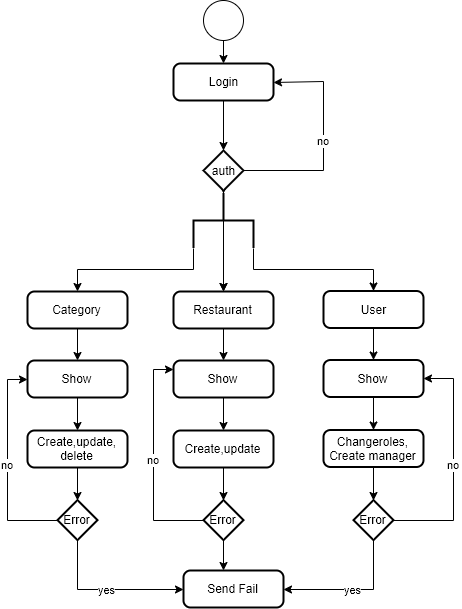 Login
no
auth
Category
Restaurant
User
Show
Show
Show
Create,update,
delete
Create,update
Changeroles,
Create manager
no
no
no
Error
Error
Error
yes
Send Fail
yes